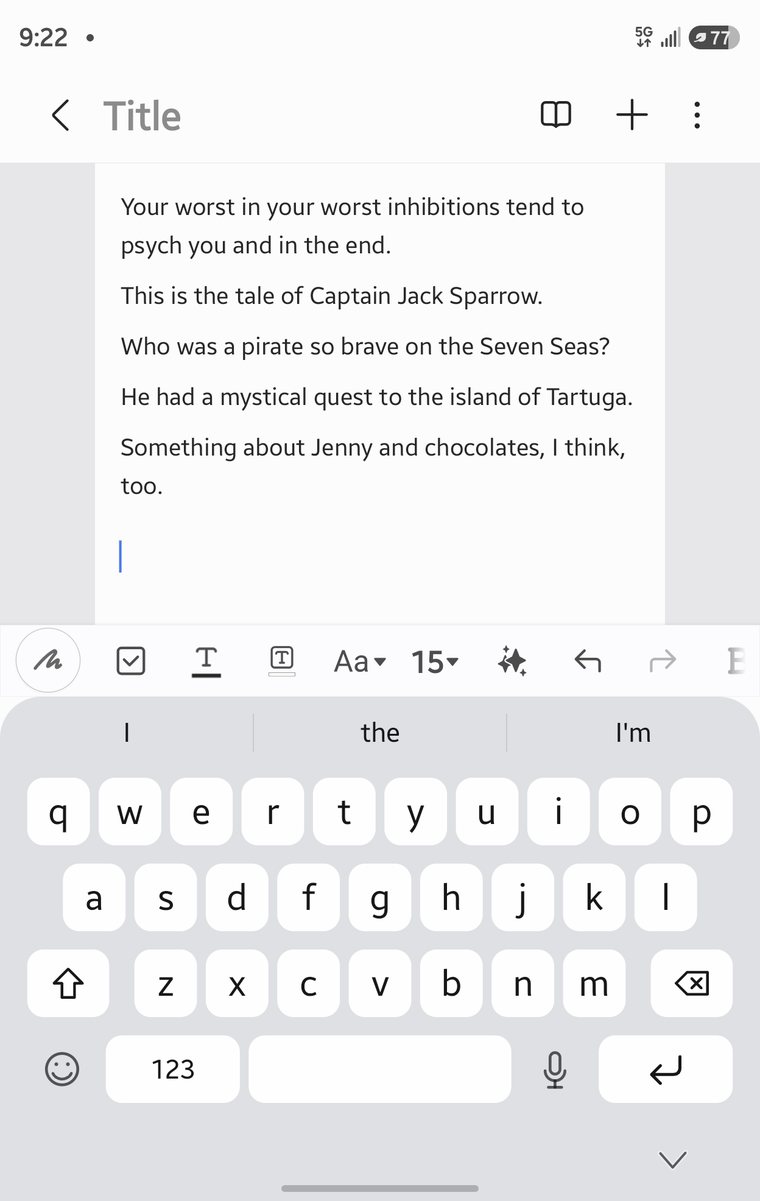 9:22
5G
77
Title
Your worst in your worst inhibitions tend to
psych you and in the end.
This is the tale of Captain Jack Sparrow.
Who was a pirate so brave on the Seven Seas?
He had a mystical quest to the island of Tartuga.
Something about Jenny and chocolates, I think,
too.
T T Aa 15 B
I the I'm
q w e r t y u i o p
a s d f g h j k l
z x c v b n m
123